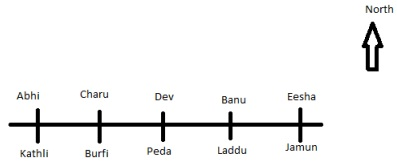 North
Abhi Charu Dev Banu Eesha
Kathli Burfi Peda Laddu Jamun